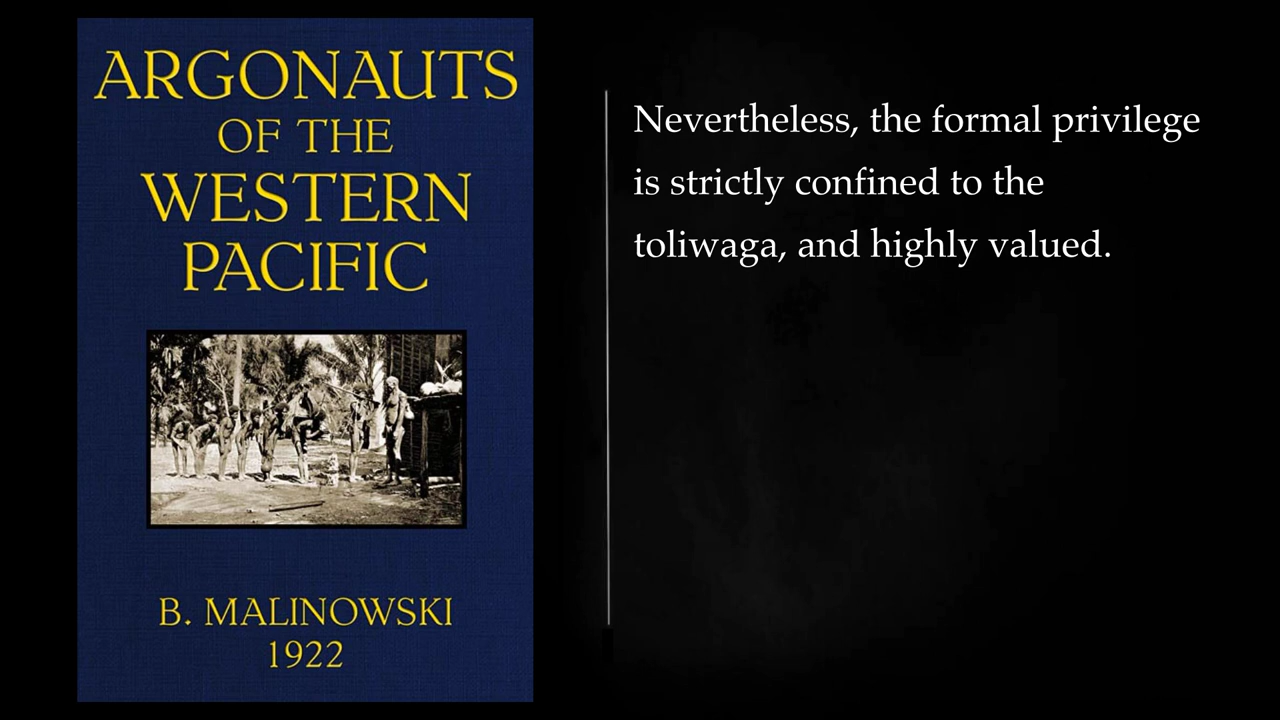 ARGONAUTS
OF THE
WESTERN
PACIFIC
B. MALINOWSKI
1922
Nevertheless, the formal privilege
is strictly confined to the
toliwaga, and highly valued.